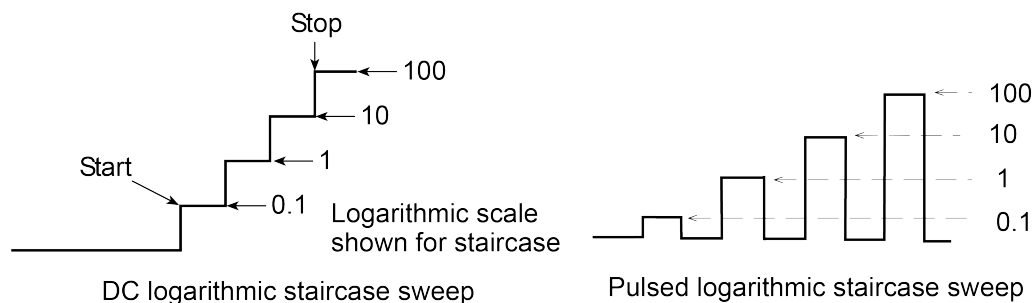 Stop
100
10
Start
1
0.1
Logarithmic scale
shown for staircase
DC logarithmic staircase sweep
100
10
1
0.1
Pulsed logarithmic staircase sweep